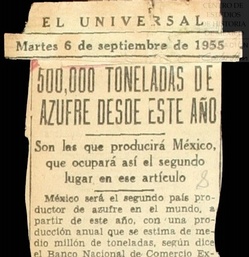 EL UNIVERSAL
Martes 6 de septiembre de 1955
500,000 TONELADAS DE
AZUFRE DESDE ESTE AÑO
Son las que producirá México,
que ocupará así el segundo
lugar en ese artículo
8
México será el segundo país pro-
ductor de azufre en el mundo, a
partir de este año, con una pro-
ducción anual que se estima de me-
dio millón de toneladas, según dice
el Banco Nacional de Comercio Ex-